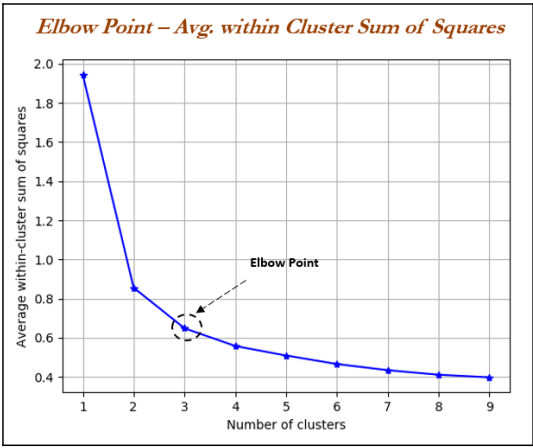 Elbow Point – Avg. within Cluster Sum of Squares
2.0
1.8
1.6
1.4
1.2
1.0
0.8
0.6
0.4
Average within-cluster sum of squares
Elbow Point
1 2 3 4 5 6 7 8 9
Number of clusters